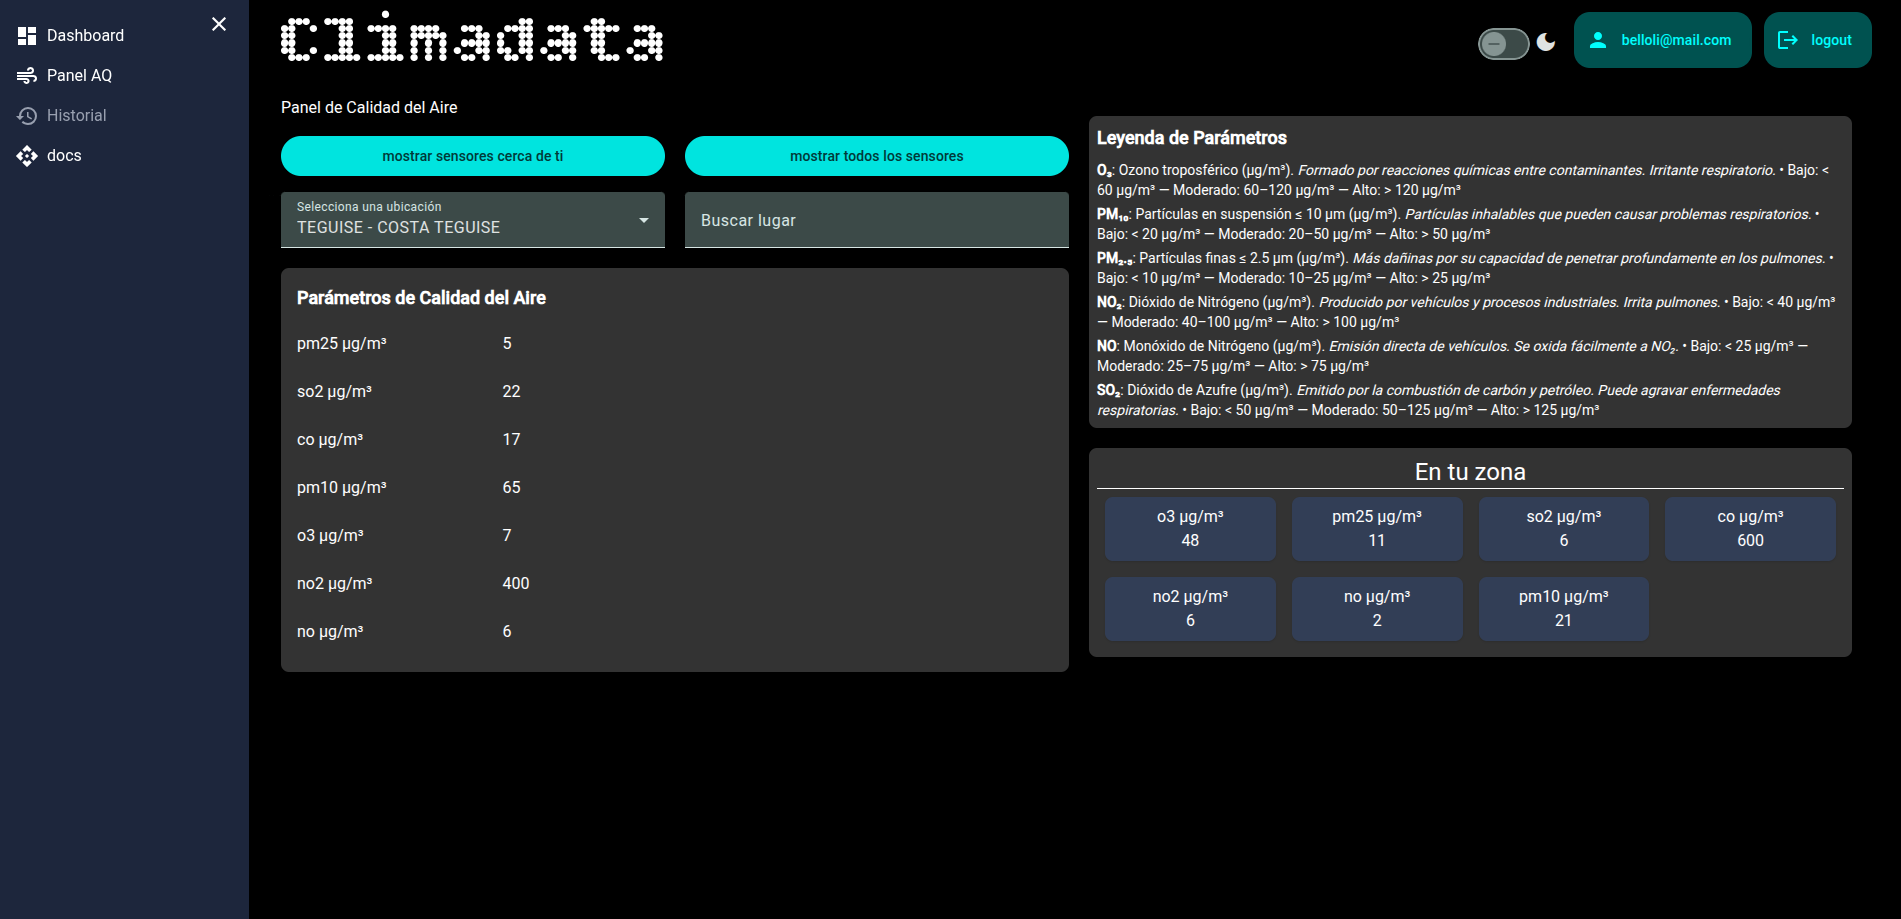 Dashboard
Panel AQ
Historial
docs
Climadata
belloli@mail.com
logout
Panel de Calidad del Aire
mostrar sensores cerca de ti
mostrar todos los sensores
Selecciona una ubicación
TEGUISE - COSTA TEGUISE
Buscar lugar
Parámetros de Calidad del Aire
pm25 µg/m³ 5
so2 µg/m³ 22
co µg/m³ 17
pm10 µg/m³ 65
o3 µg/m³ 7
no2 µg/m³ 400
no µg/m³ 6
Leyenda de Parámetros
O₃: Ozono troposférico (µg/m³). Formado por reacciones químicas entre contaminantes. Irritante respiratorio. • Bajo: <
60 µg/m³ — Moderado: 60–120 µg/m³ — Alto: > 120 µg/m³
PM₁₀: Partículas en suspensión ≤ 10 µm (µg/m³). Partículas inhalables que pueden causar problemas respiratorios. •
Bajo: < 20 µg/m³ — Moderado: 20–50 µg/m³ — Alto: > 50 µg/m³
PM₂.₅: Partículas finas ≤ 2.5 µm (µg/m³). Más dañinas por su capacidad de penetrar profundamente en los pulmones. •
Bajo: < 10 µg/m³ — Moderado: 10–25 µg/m³ — Alto: > 25 µg/m³
NO₂: Dióxido de Nitrógeno (µg/m³). Producido por vehículos y procesos industriales. Irrita pulmones. • Bajo: < 40 µg/m³
— Moderado: 40–100 µg/m³ — Alto: > 100 µg/m³
NO: Monóxido de Nitrógeno (µg/m³). Emisión directa de vehículos. Se oxida fácilmente a NO₂. • Bajo: < 25 µg/m³ —
Moderado: 25–75 µg/m³ — Alto: > 75 µg/m³
SO₂: Dióxido de Azufre (µg/m³). Emitido por la combustión de carbón y petróleo. Puede agravar enfermedades
respiratorias. • Bajo: < 50 µg/m³ — Moderado: 50–125 µg/m³ — Alto: > 125 µg/m³
En tu zona
o3 µg/m³
48
pm25 µg/m³
11
so2 µg/m³
6
co µg/m³
600
no2 µg/m³
6
no µg/m³
2
pm10 µg/m³
21